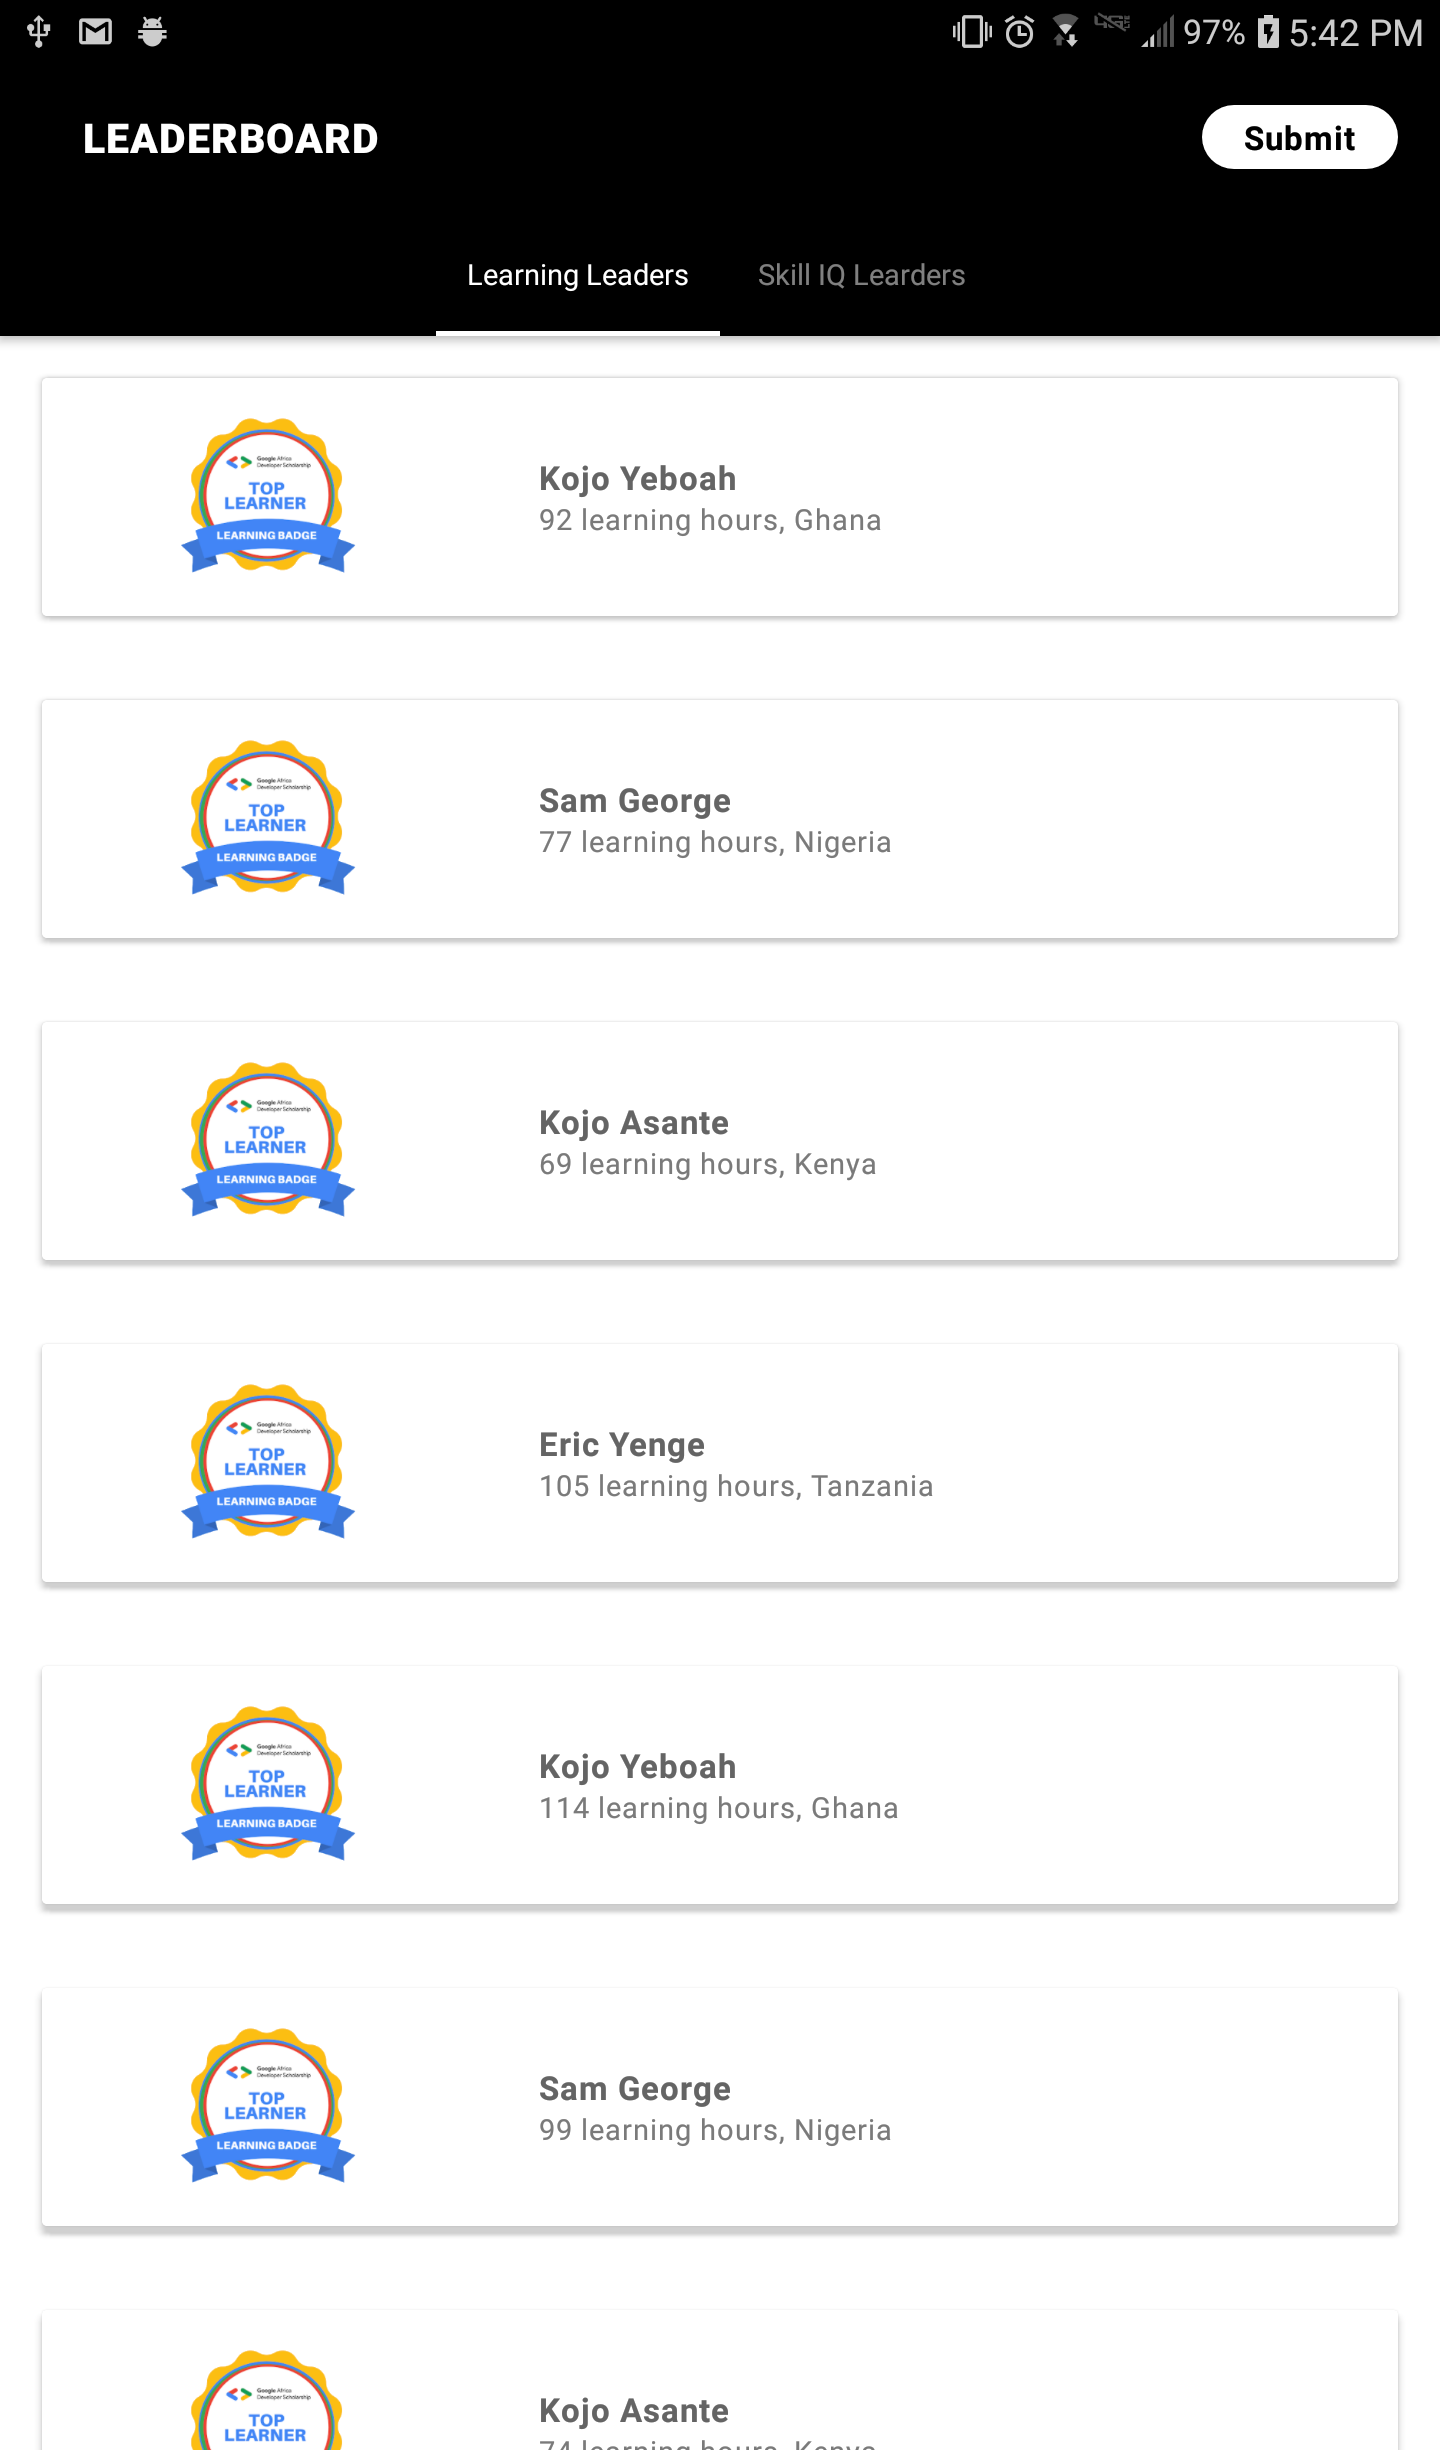 97% 5:42 PM
LEADERBOARD
Submit
Learning Leaders
Skill IQ Learders
Google Africa
Developer Scholarship
TOP
LEARNER
LEARNING BADGE
Kojo Yeboah
92 learning hours, Ghana
Google Africa
Developer Scholarship
TOP
LEARNER
LEARNING BADGE
Sam George
77 learning hours, Nigeria
Google Africa
Developer Scholarship
TOP
LEARNER
LEARNING BADGE
Kojo Asante
69 learning hours, Kenya
Google Africa
Developer Scholarship
TOP
LEARNER
LEARNING BADGE
Eric Yenge
105 learning hours, Tanzania
Google Africa
Developer Scholarship
TOP
LEARNER
LEARNING BADGE
Kojo Yeboah
114 learning hours, Ghana
Google Africa
Developer Scholarship
TOP
LEARNER
LEARNING BADGE
Sam George
99 learning hours, Nigeria
Google Africa
Developer Scholarship
TOP
LEARNER
Kojo Asante
74 learning hours, Kenya